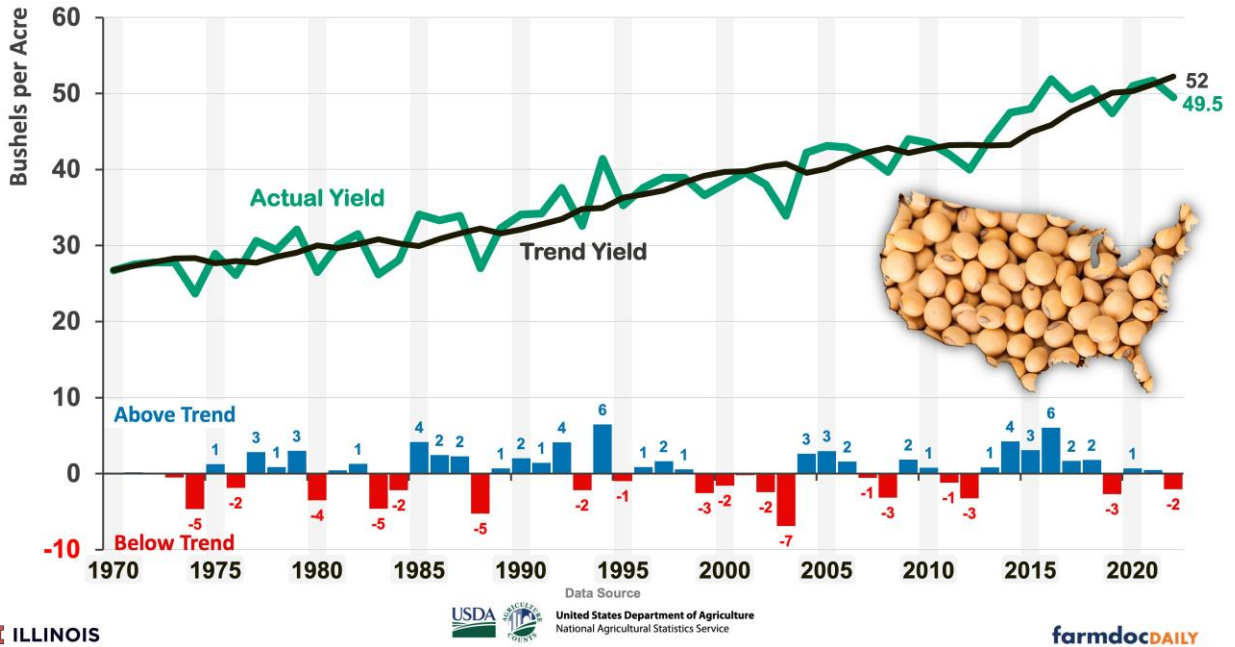 Bushels per Acre
60
50
40
30
20
10
0
-10
52
49.5
Actual Yield
Trend Yield
Above Trend
1 3 1 3 1 4 2 2 1 2 1 4 6 1 2 1 3 3 2 2 1 1 4 3 6 2 2 1
-5 -2 -4 -5 -2 -5 -2 -1 -3 -2 -2 -7 -1 -3 -1 -3 -3 -2
Below Trend
1970 1975 1980 1985 1990 1995 2000 2005 2010 2015 2020
Data Source
USDA
AGRICULTURE COUNTS
United States Department of Agriculture
National Agricultural Statistics Service
ILLINOIS
farmdocDAILY